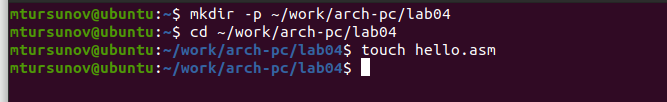 mtursunov@ubuntu:~$ mkdir -p ~/work/arch-pc/lab04
mtursunov@ubuntu:~$ cd ~/work/arch-pc/lab04
mtursunov@ubuntu:~/work/arch-pc/lab04$ touch hello.asm
mtursunov@ubuntu:~/work/arch-pc/lab04$